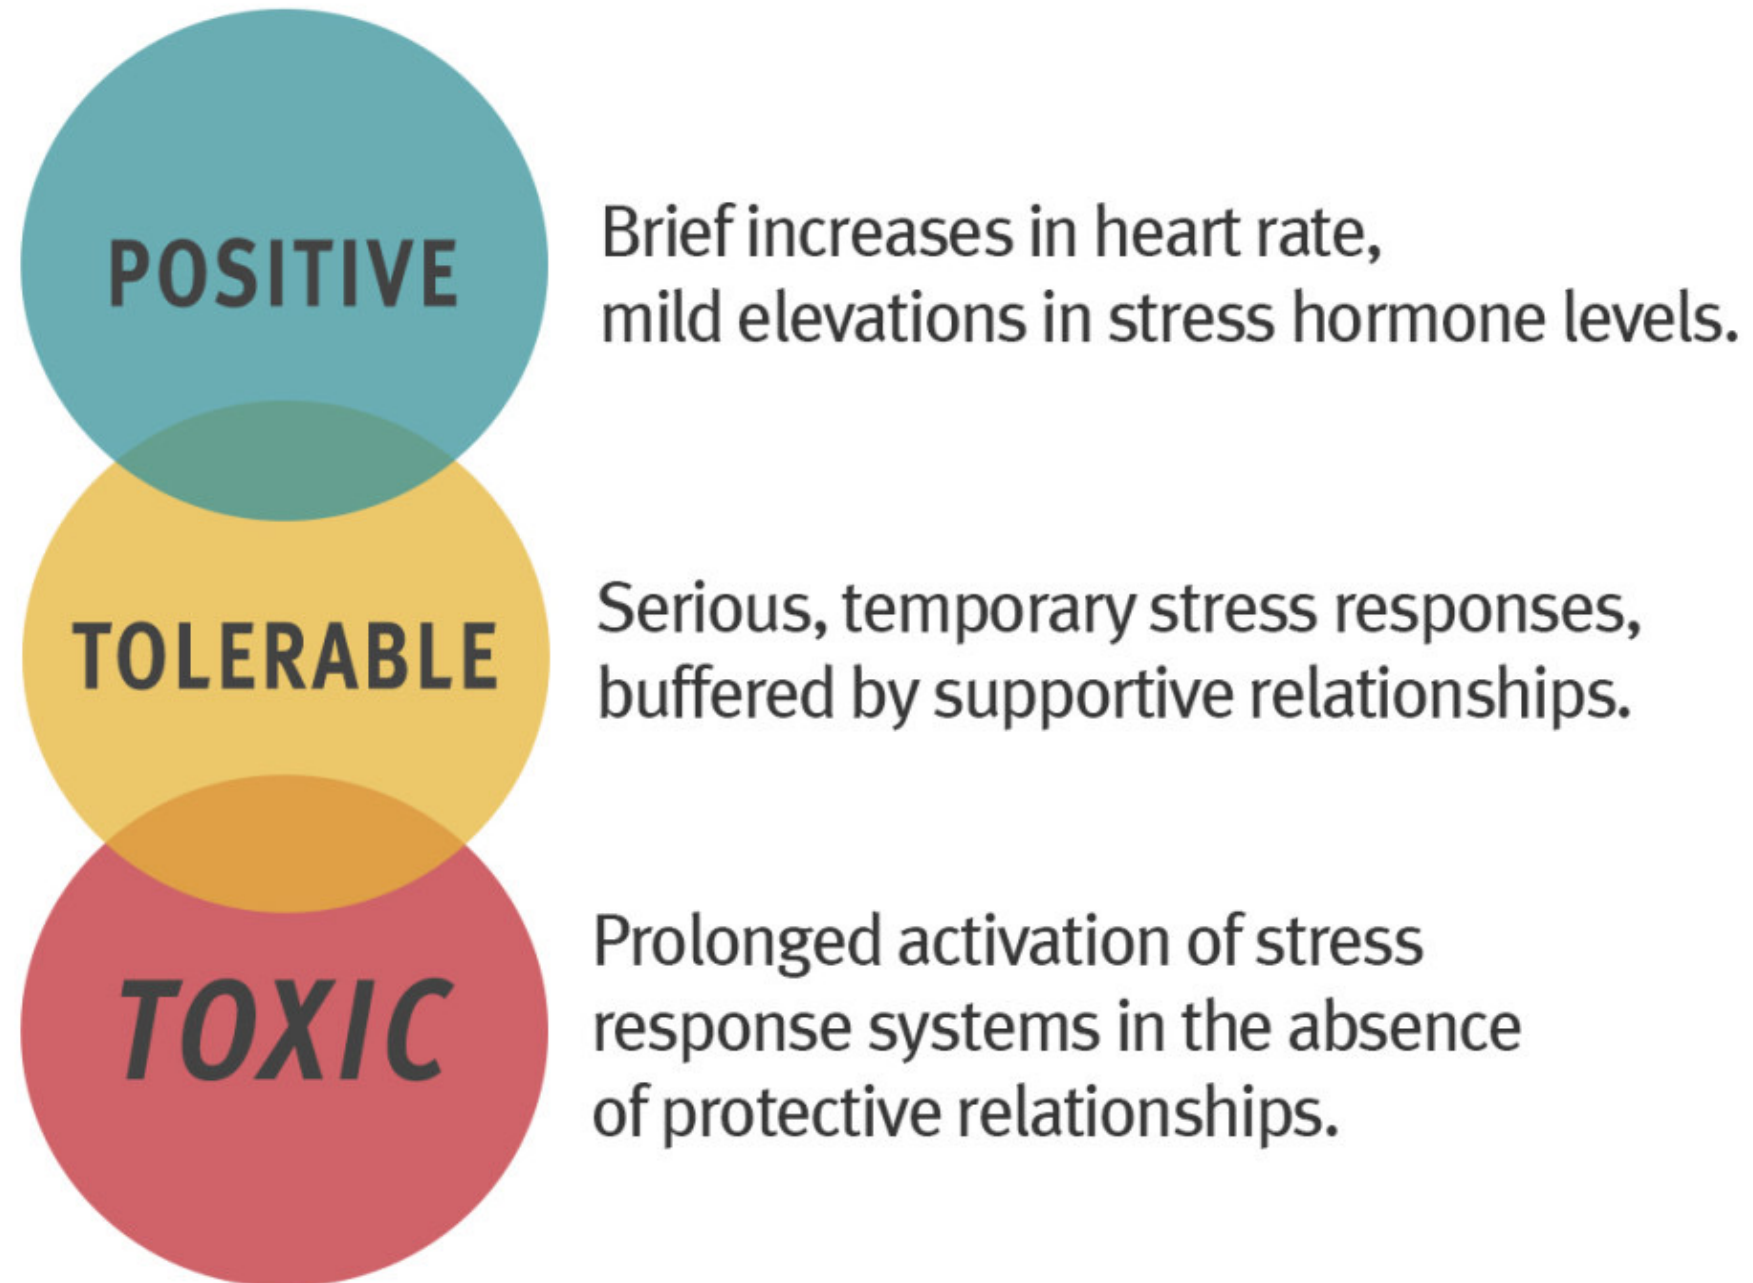 POSITIVE
Brief increases in heart rate,
mild elevations in stress hormone levels.
TOLERABLE
Serious, temporary stress responses,
buffered by supportive relationships.
TOXIC
Prolonged activation of stress
response systems in the absence
of protective relationships.